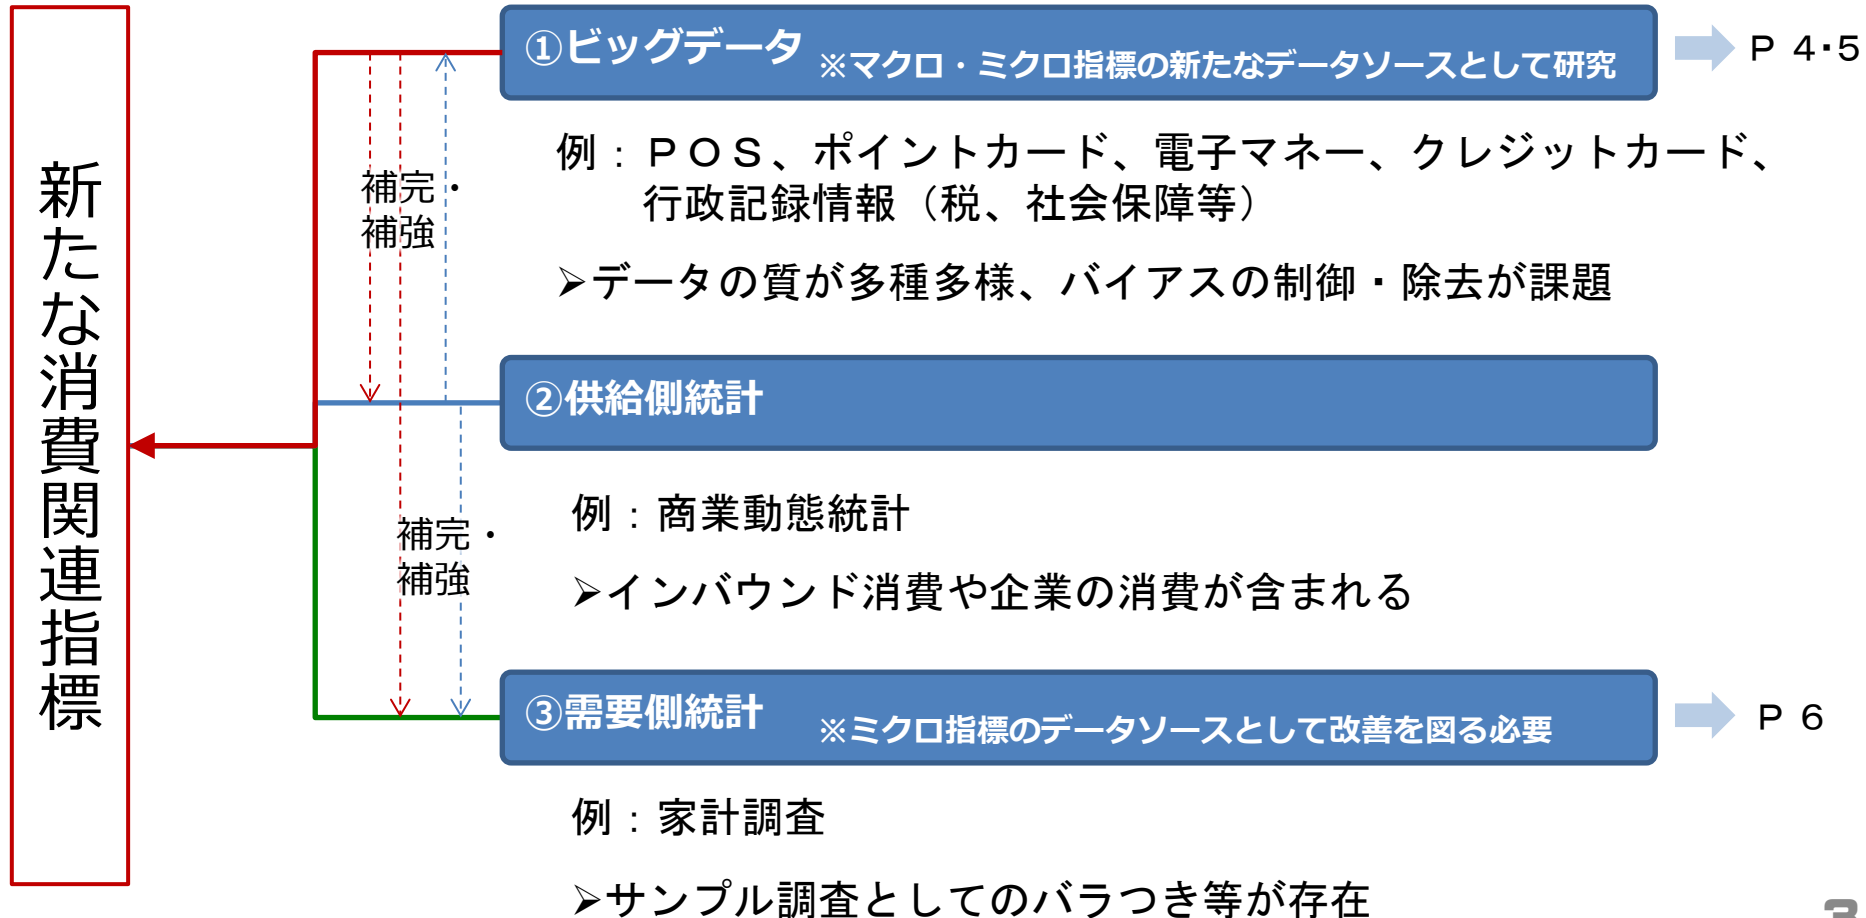 新たな消費関連指標
①ビッグデータ ※マクロ・ミクロ指標の新たなデータソースとして研究
P 4・5
例：ＰＯＳ、ポイントカード、電子マネー、クレジットカード、
行政記録情報（税、社会保障等）
補完・
補強
➢データの質が多種多様、バイアスの制御・除去が課題
②供給側統計
例：商業動態統計
補完・
補強
➢インバウンド消費や企業の消費が含まれる
③需要側統計 ※ミクロ指標のデータソースとして改善を図る必要
P 6
例：家計調査
➢サンプル調査としてのバラつき等が存在
3